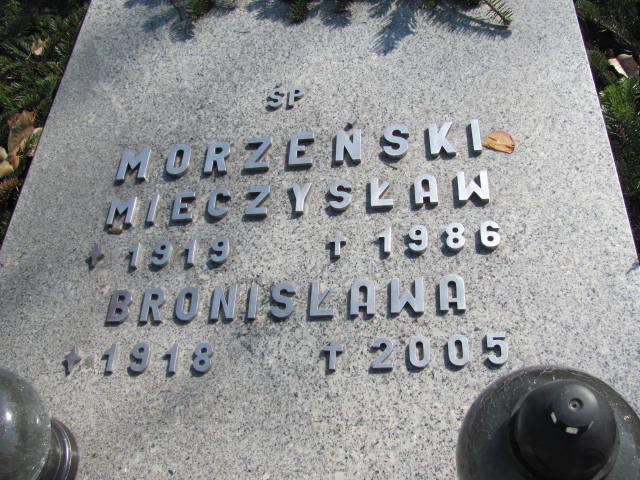 ŚP
MORZEŃSKI
MIECZYSŁAW
1919 † 1986
BRONISŁAWA
1918 † 2005